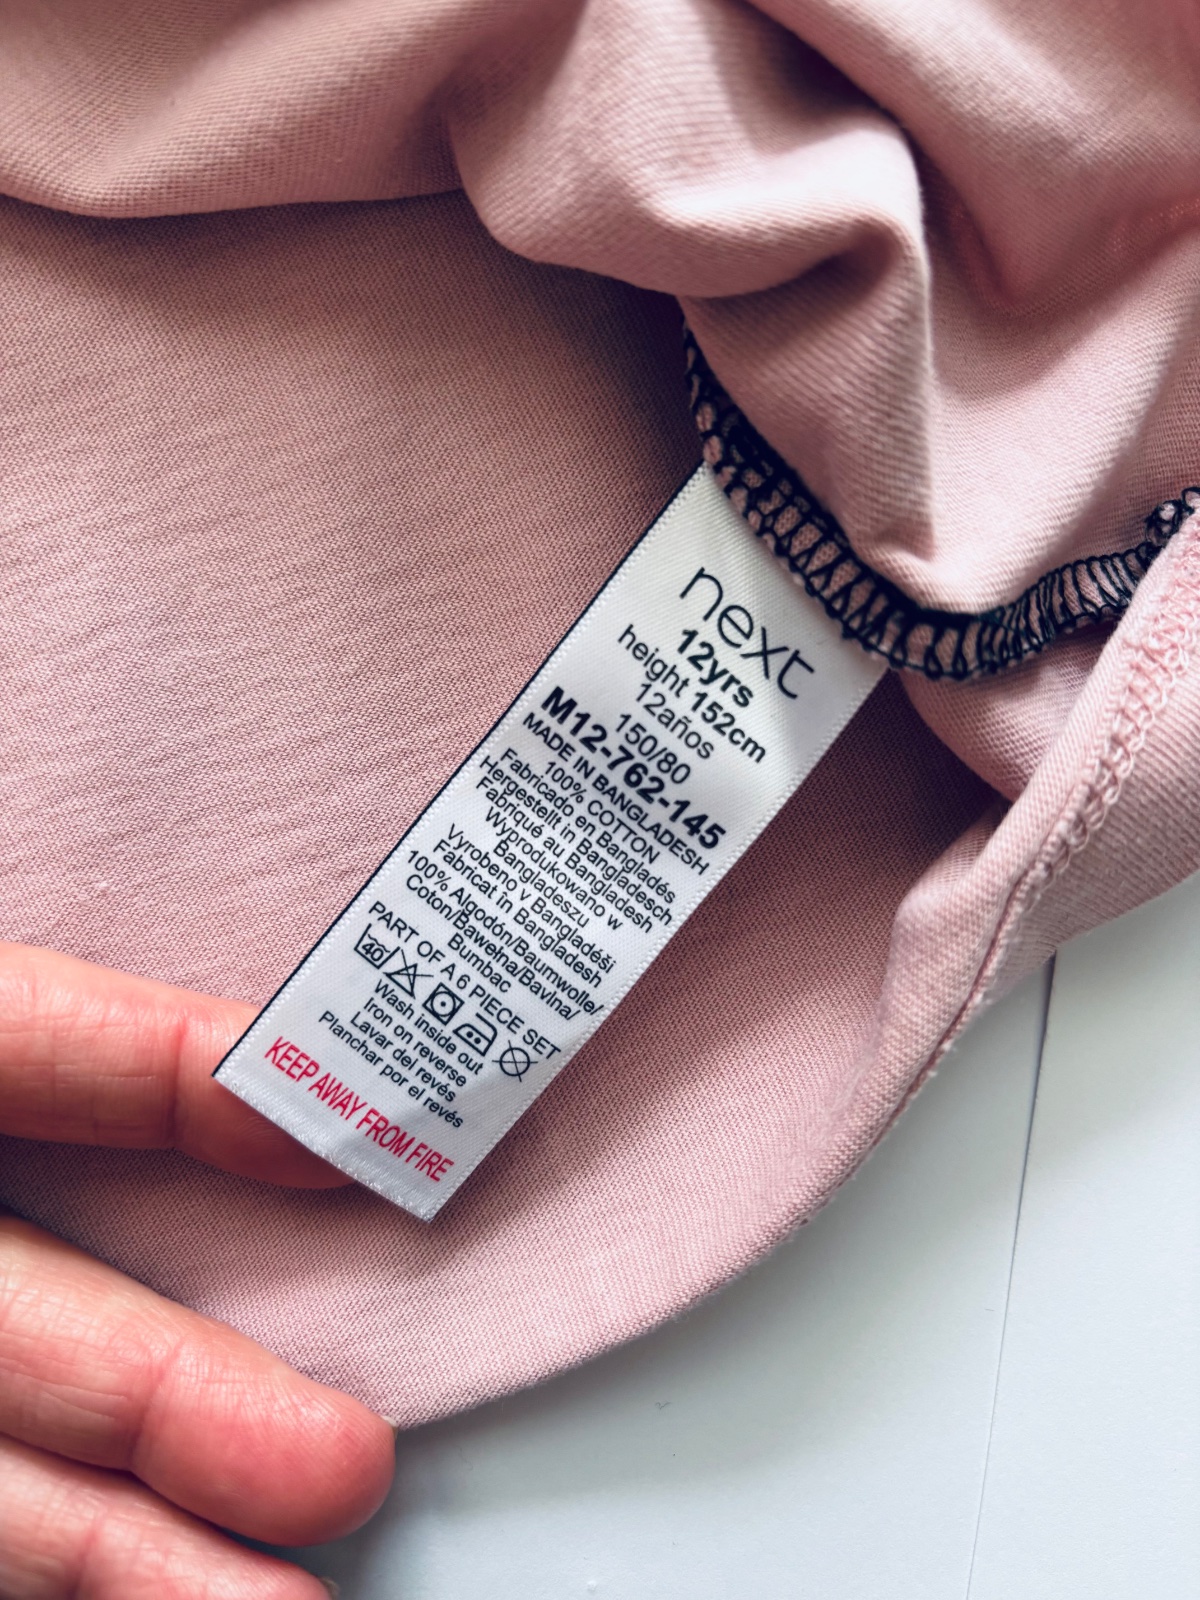 next
12yrs
height 152cm
12años
150/80
M12-762-145
MADE IN BANGLADESH
100% COTTON
Fabricado en Bangladés
Hergestellt in Bangladesch
Fabriqué au Bangladesh
Wyprodukowano w
Bangladeszu
Vyrobeno v Bangladéši
Fabricat în Bangladesh
100% Algodón/Baumwolle/
Coton/Bawełna/Bavlna/
Bumbac
PART OF A 6 PIECE SET
40
Wash inside out
Iron on reverse
Lavar del revés
Planchar por el revés
KEEP AWAY FROM FIRE